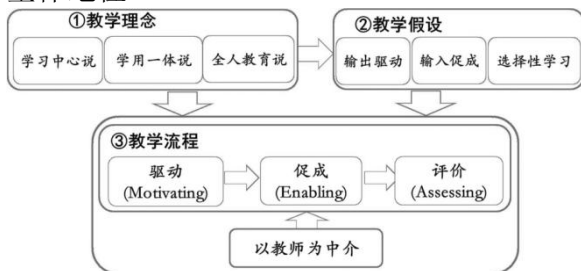 ①教学理念
学习中心说 学用一体说 全人教育说
②教学假设
输出驱动 输入促成 选择性学习
③教学流程
驱动
(Motivating)
促成
(Enabling)
评价
(Assessing)
以教师为中介